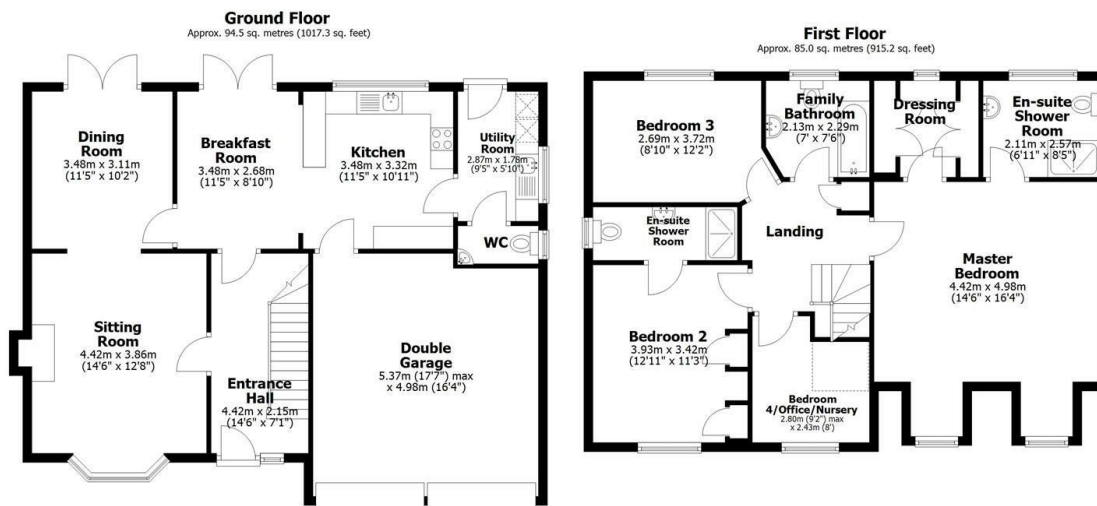 Ground Floor
Approx. 94.5 sq. metres (1017.3 sq. feet)
Dining
Room
3.48m x 3.11m
(11'5" x 10'2")
Breakfast
Room
3.48m x 2.68m
(11'5" x 8'10")
Kitchen
3.48m x 3.32m
(11'5" x 10'11")
Utility
Room
2.87m x 1.78m
(9'5" x 5'10")
WC
Sitting
Room
4.42m x 3.86m
(14'6" x 12'8")
Entrance
Hall
4.42m x 2.15m
(14'6" x 7'1")
Double
Garage
5.37m (17'7") max
x 4.98m (16'4")
First Floor
Approx. 85.0 sq. metres (915.2 sq. feet)
Bedroom 3
2.69m x 3.72m
(8'10" x 12'2")
Family
Bathroom
2.13m x 2.29m
(7' x 7'6")
Dressing
Room
En-suite
Shower
Room
2.11m x 2.57m
(6'11" x 8'5")
En-suite
Shower
Room
Landing
Master
Bedroom
4.42m x 4.98m
(14'6" x 16'4")
Bedroom 2
3.93m x 3.42m
(12'11" x 11'3")
Bedroom
4/Office/Nursery
2.80m (9'2") max
x 2.43m (8')